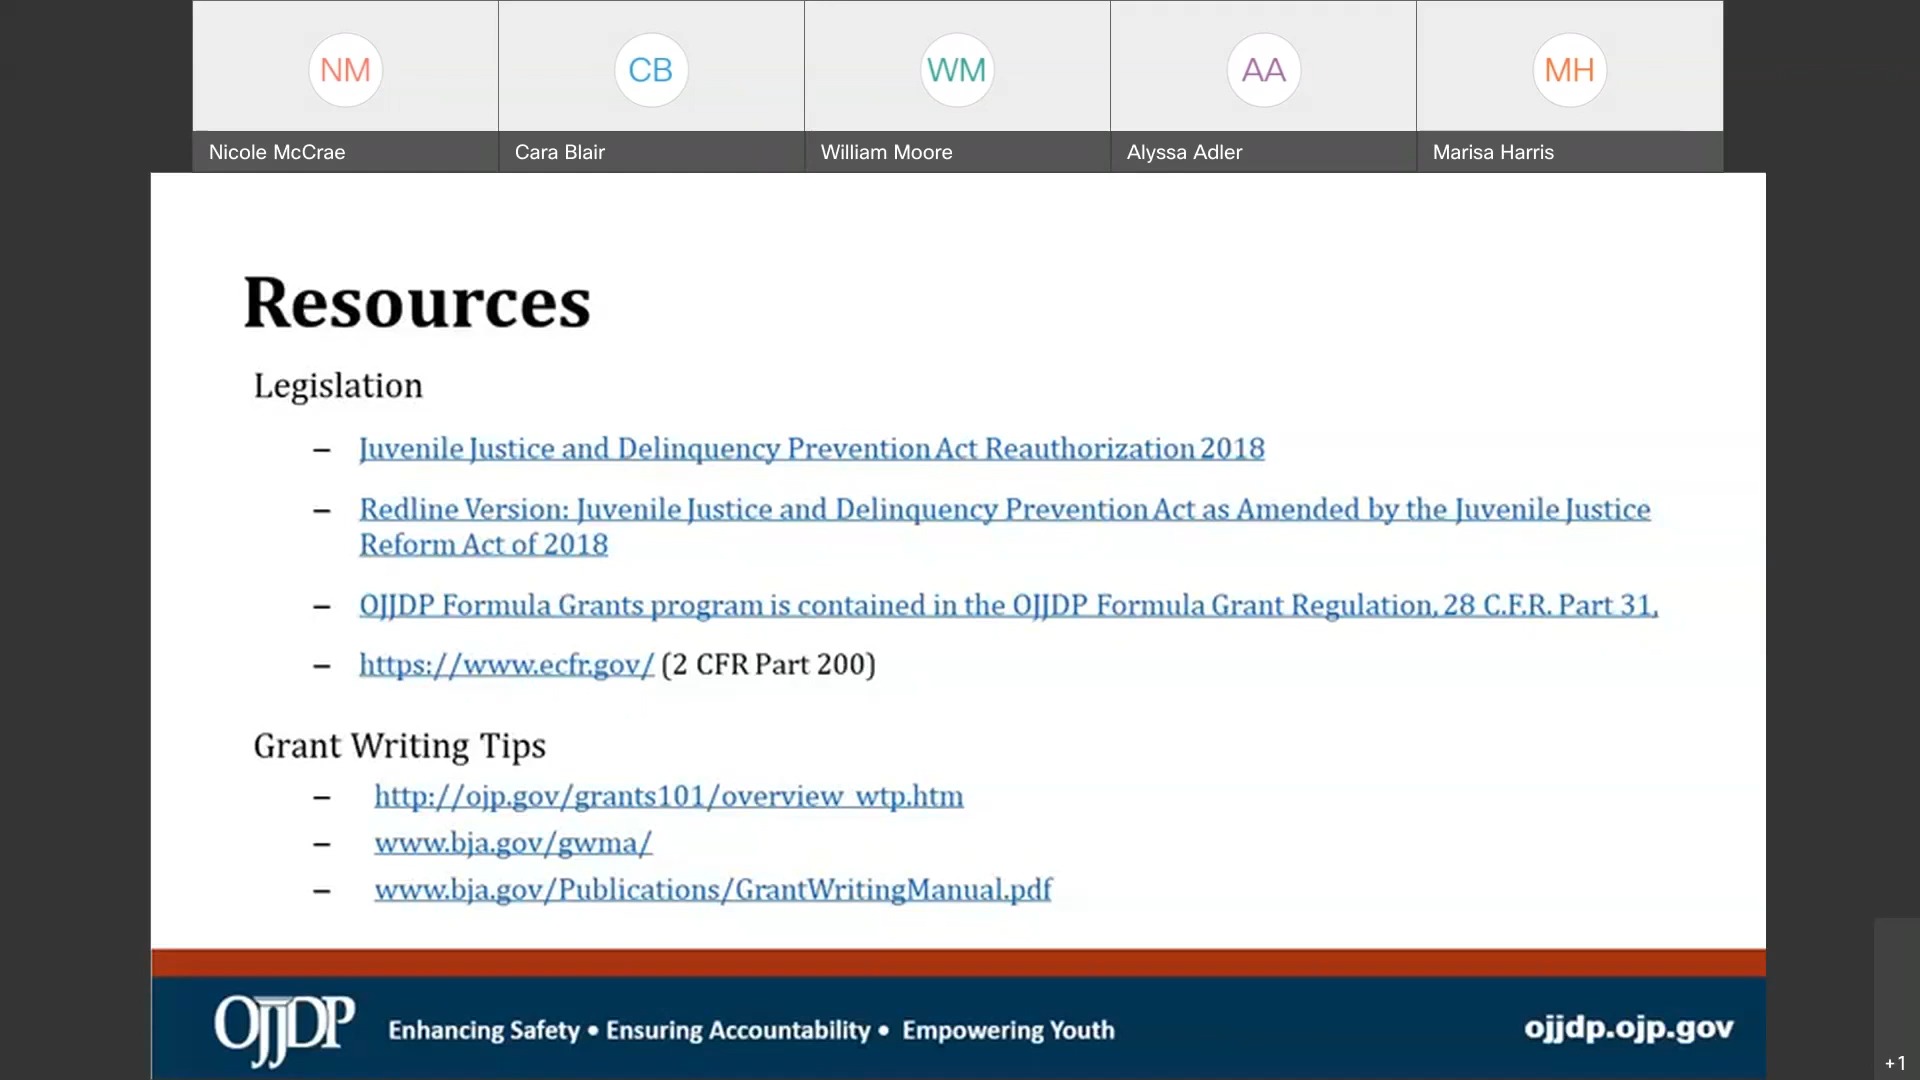 NM
CB
WM
AA
MH
Nicole McCrae
Cara Blair
William Moore
Alyssa Adler
Marisa Harris
Resources
Legislation
– Juvenile Justice and Delinquency Prevention Act Reauthorization 2018
– Redline Version: Juvenile Justice and Delinquency Prevention Act as Amended by the Juvenile Justice
Reform Act of 2018
– OJJDP Formula Grants program is contained in the OJJDP Formula Grant Regulation, 28 C.F.R. Part 31,
– https://www.ecfr.gov/ (2 CFR Part 200)
Grant Writing Tips
– http://ojp.gov/grants101/overview_wtp.htm
– www.bja.gov/gwma/
– www.bja.gov/Publications/GrantWritingManual.pdf
OJJDP
Enhancing Safety • Ensuring Accountability • Empowering Youth
ojjdp.ojp.gov
+1